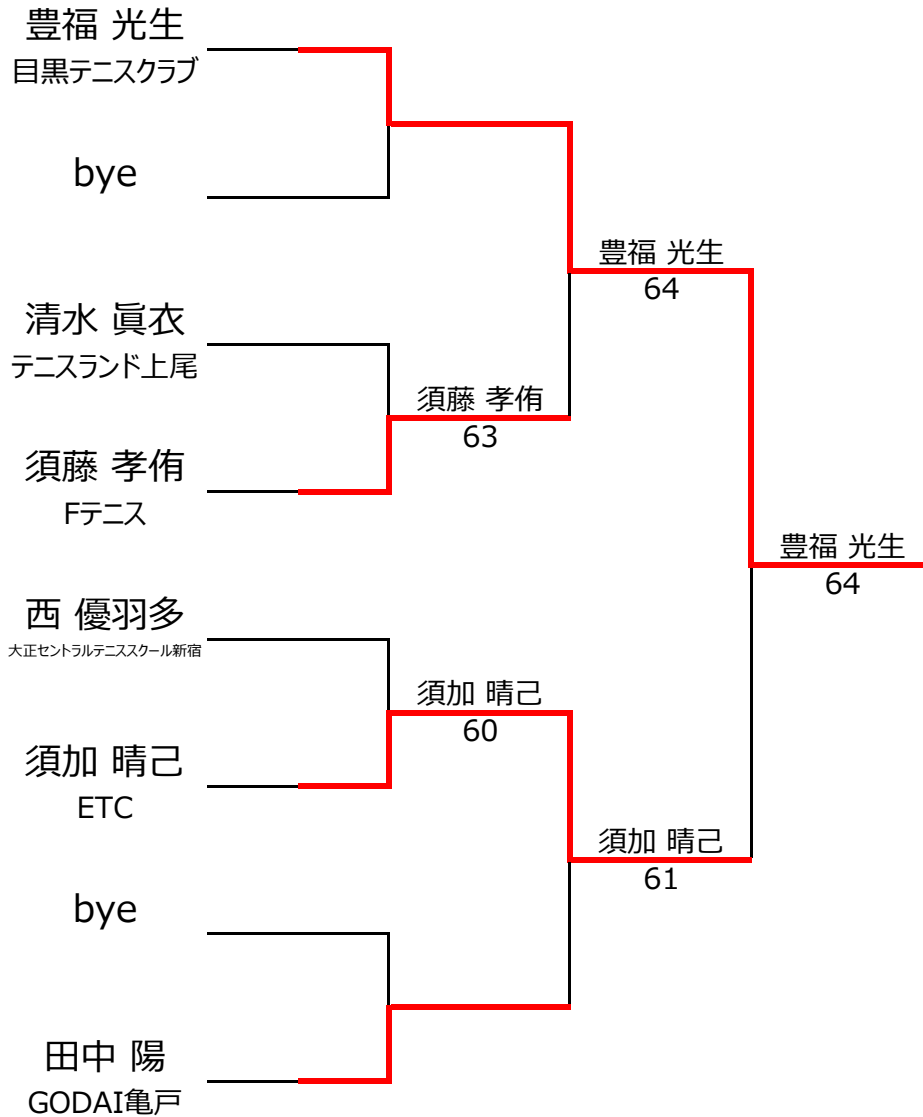 豊福 光生
目黒テニスクラブ
bye
清水 眞衣
テニスランド上尾
須藤 孝侑
Fテニス
西 優羽多
大正セントラルテニススクール新宿
須加 晴己
ETC
bye
田中 陽
GODAI亀戸
須藤 孝侑
63
須加 晴己
60
豊福 光生
64
須加 晴己
61
豊福 光生
64